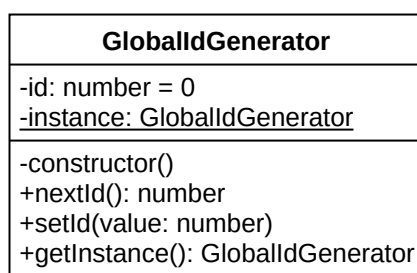 GlobalIdGenerator
-id: number = 0
-instance: GlobalIdGenerator
-constructor()
+nextId(): number
+setId(value: number)
+getInstance(): GlobalIdGenerator